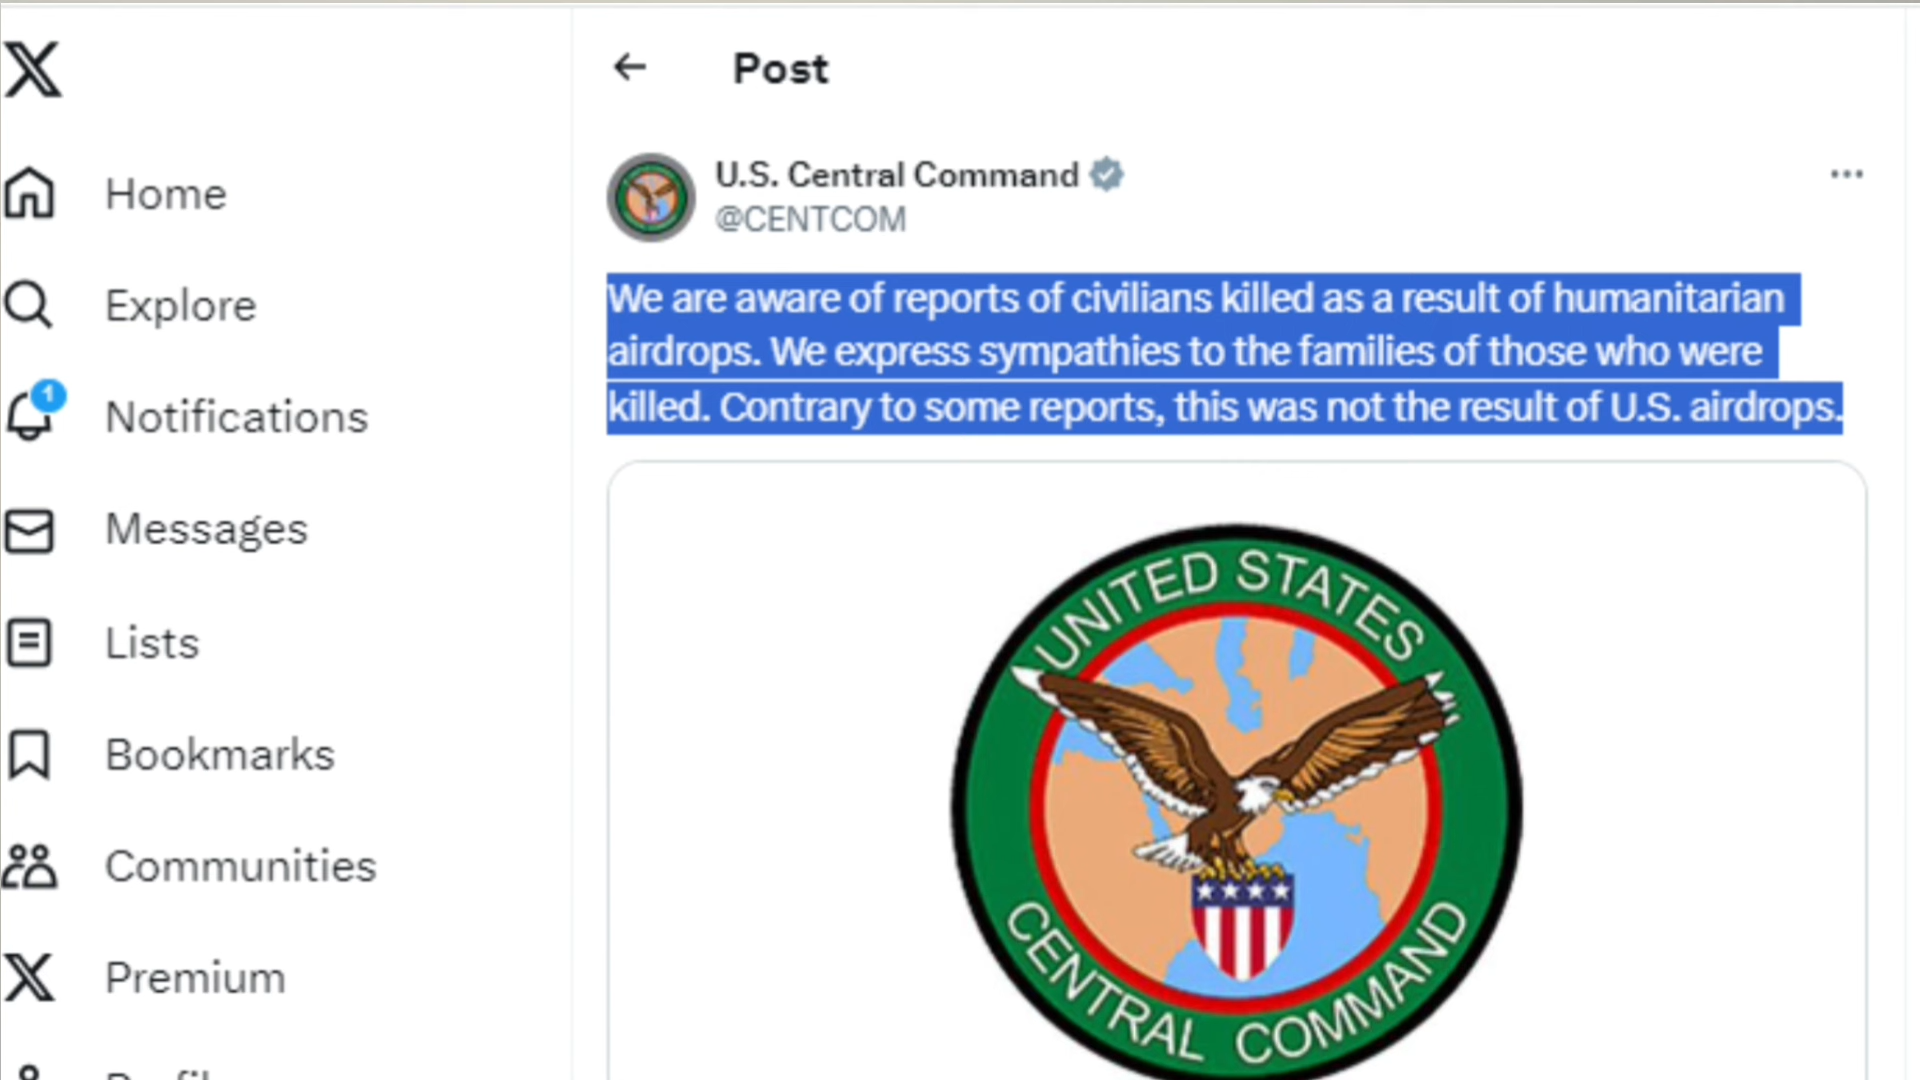 Post
U.S. Central Command
@CENTCOM
We are aware of reports of civilians killed as a result of humanitarian
airdrops. We express sympathies to the families of those who were
killed. Contrary to some reports, this was not the result of U.S. airdrops.
UNITED STATES
CENTRAL COMMAND
Home
Explore
1
Notifications
Messages
Lists
Bookmarks
Communities
Premium